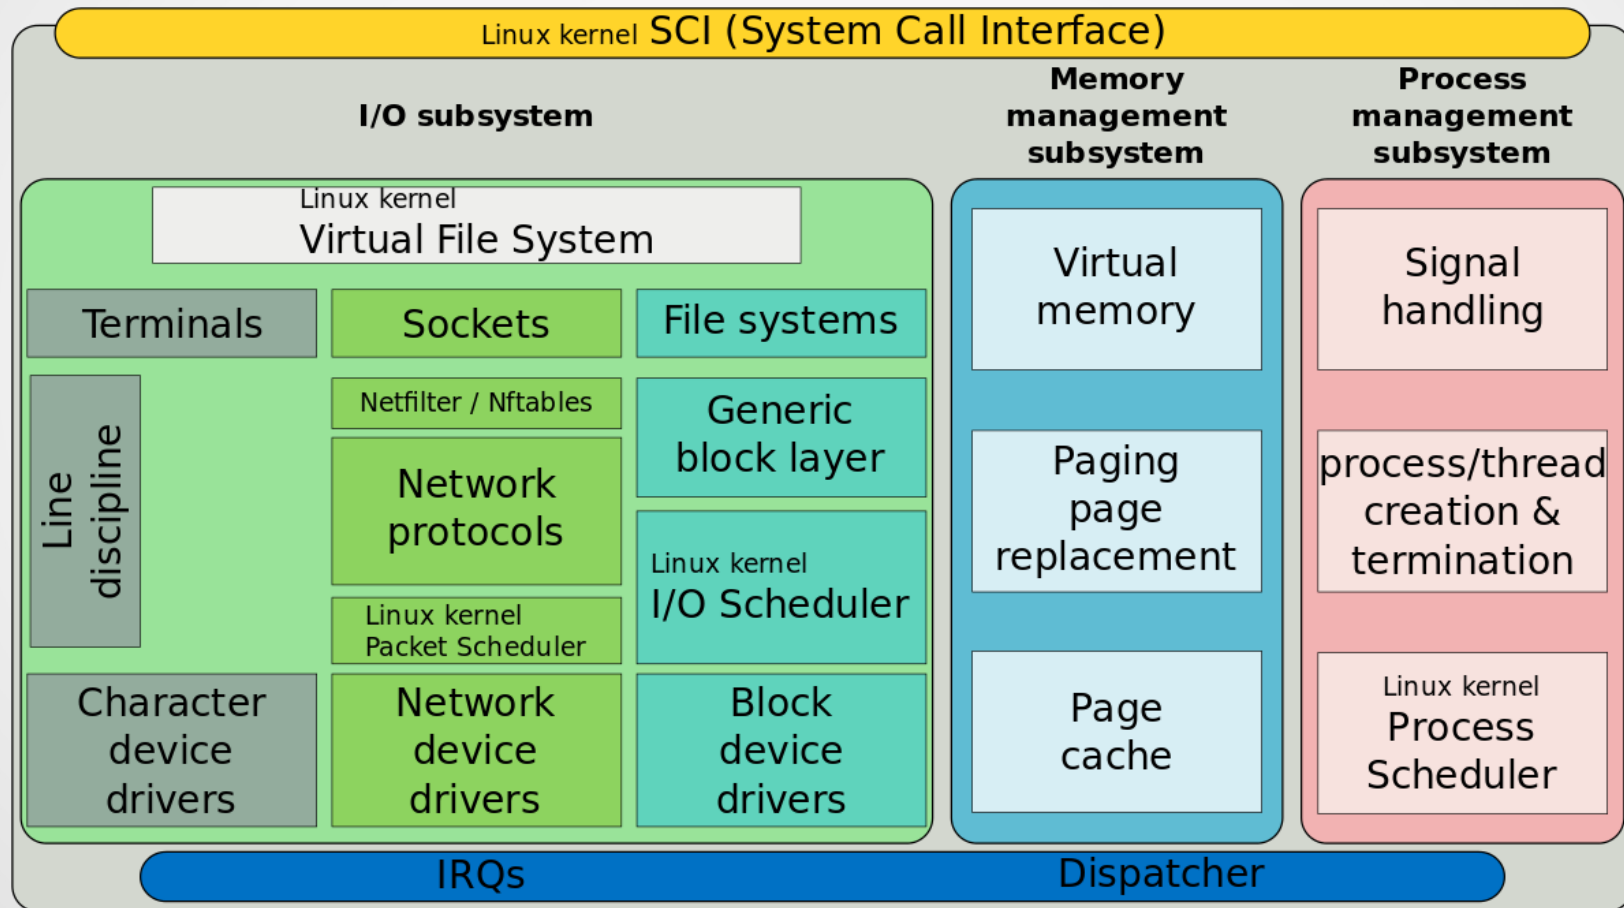 Linux kernel SCI (System Call Interface)
I/O subsystem
Memory
management
subsystem
Process
management
subsystem
Linux kernel
Virtual File System
Terminals
Sockets
File systems
Line
discipline
Netfilter / Nftables
Network
protocols
Linux kernel
Packet Scheduler
Generic
block layer
Linux kernel
I/O Scheduler
Character
device
drivers
Network
device
drivers
Block
device
drivers
Virtual
memory
Paging
page
replacement
Page
cache
Signal
handling
process/thread
creation &
termination
Linux kernel
Process
Scheduler
IRQs
Dispatcher